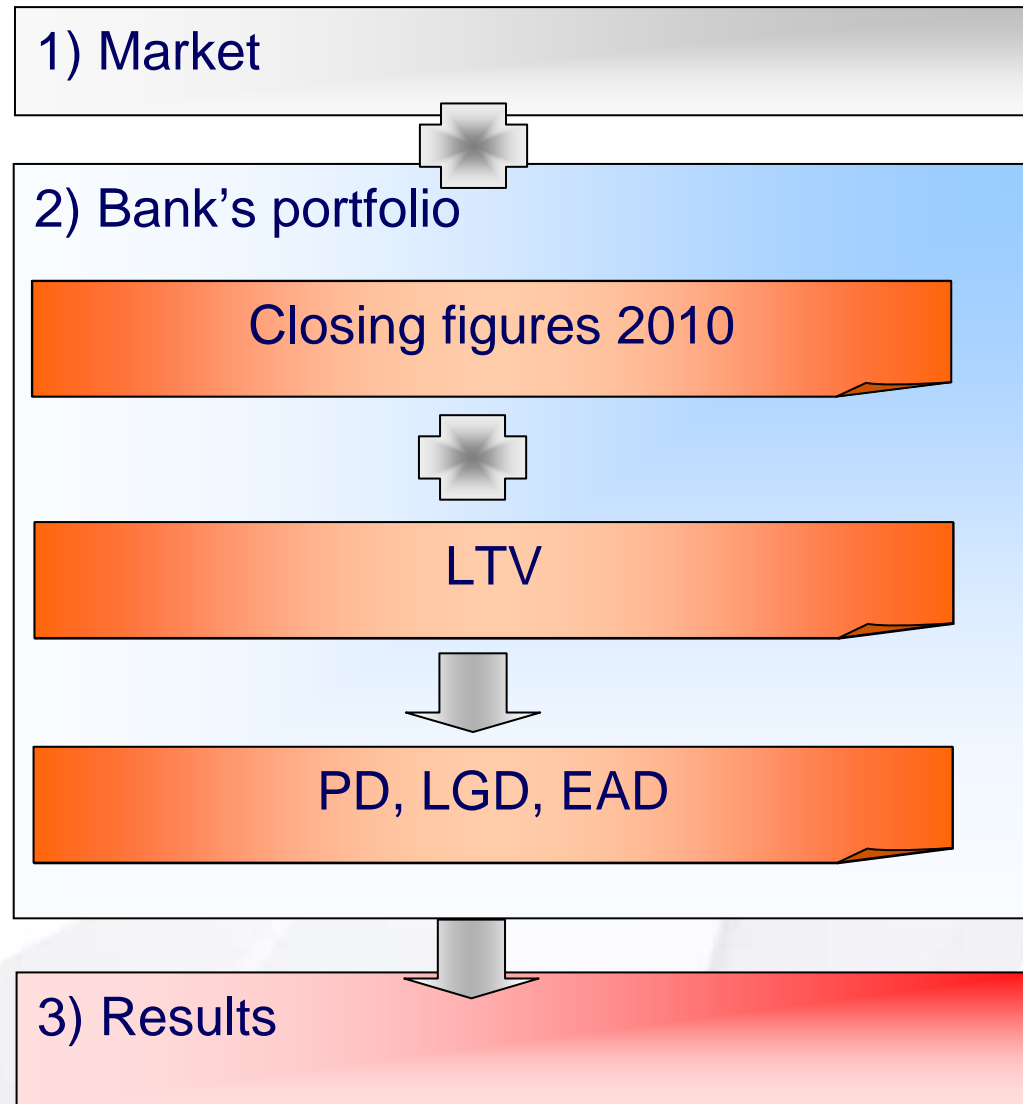 1) Market
2) Bank’s portfolio
Closing figures 2010
LTV
PD, LGD, EAD
3) Results